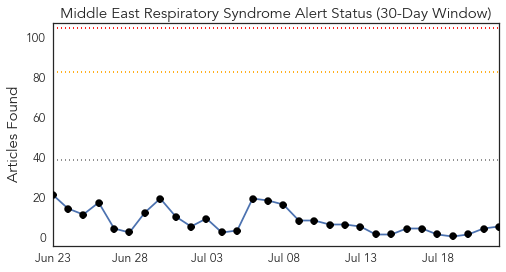 Middle East Respiratory Syndrome Alert Status (30-Day Window)
Articles Found
100
80
60
40
20
0
Jun 23 Jun 28 Jul 03 Jul 08 Jul 13 Jul 18